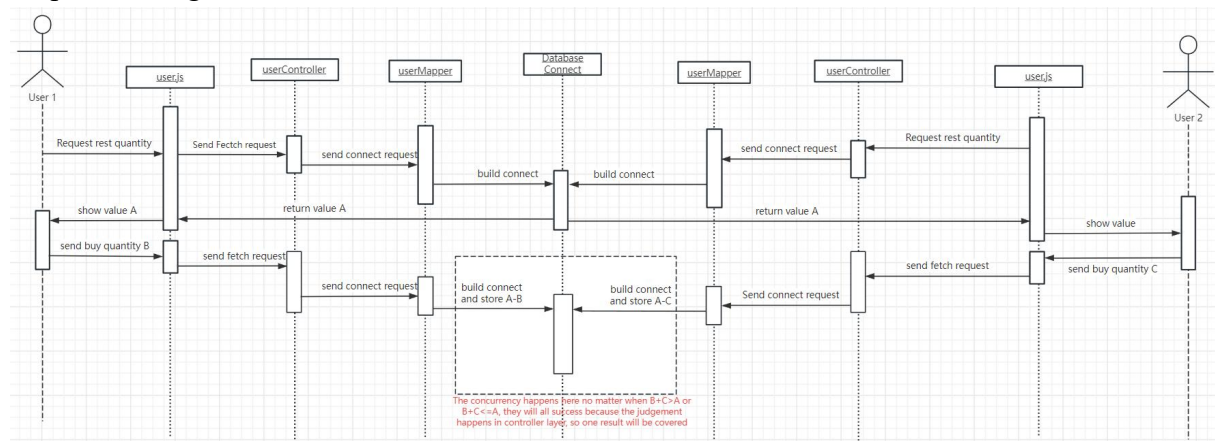 User 1
user.js
userController
userMapper
Database
Connect
userMapper
userController
user.js
User 2
Request rest quantity
Send Fectch request
send connect request
build connect
build connect
send connect request
Request rest quantity
show value A
return value A
return value A
show value
send buy quantity B
send fetch request
send connect request
build connect
and store A-B
build connect
and store A-C
Send connect request
send fetch request
send buy quantity C
The concurrency happens here no matter when B+C>A or
B+C<=A, they will all success because the judgement
happens in controller layer, so one result will be covered